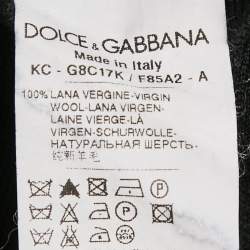 DOLCE & GABBANA
Made in Italy
KC - G8C17K / F85A2 - A
100% LANA VERGINE-VIRGIN
WOOL-LANA VIRGEN-
LAINE VIERGE-LÃ
VIRGEN-SCHURWOLLE-
НАТУРАЛЬНАЯ ШЕРСТЬ-
純新羊毛
P
P